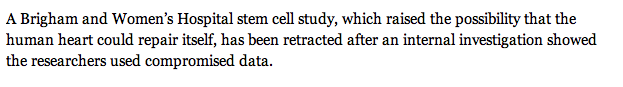 A Brigham and Women’s Hospital stem cell study, which raised the possibility that the
human heart could repair itself, has been retracted after an internal investigation showed
the researchers used compromised data.